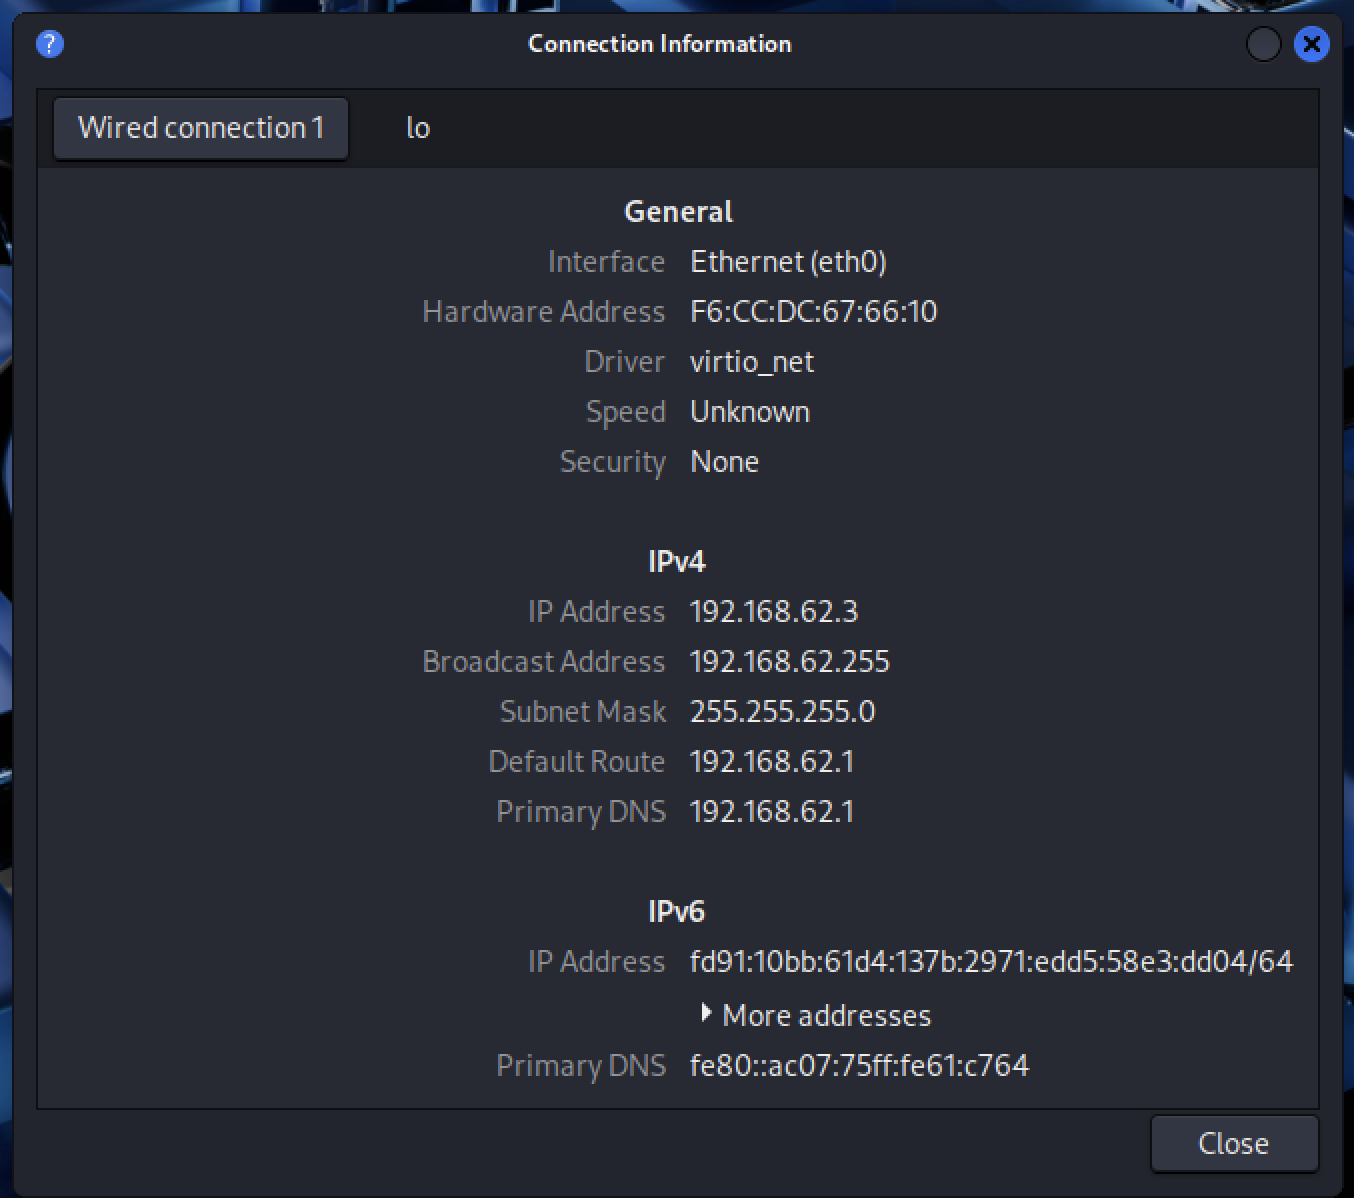 ?
Connection Information
Wired connection 1
lo
General
Interface Ethernet (eth0)
Hardware Address F6:CC:DC:67:66:10
Driver virtio_net
Speed Unknown
Security None
IPv4
IP Address 192.168.62.3
Broadcast Address 192.168.62.255
Subnet Mask 255.255.255.0
Default Route 192.168.62.1
Primary DNS 192.168.62.1
IPv6
IP Address fd91:10bb:61d4:137b:2971:edd5:58e3:dd04/64
More addresses
Primary DNS fe80::ac07:75ff:fe61:c764
Close